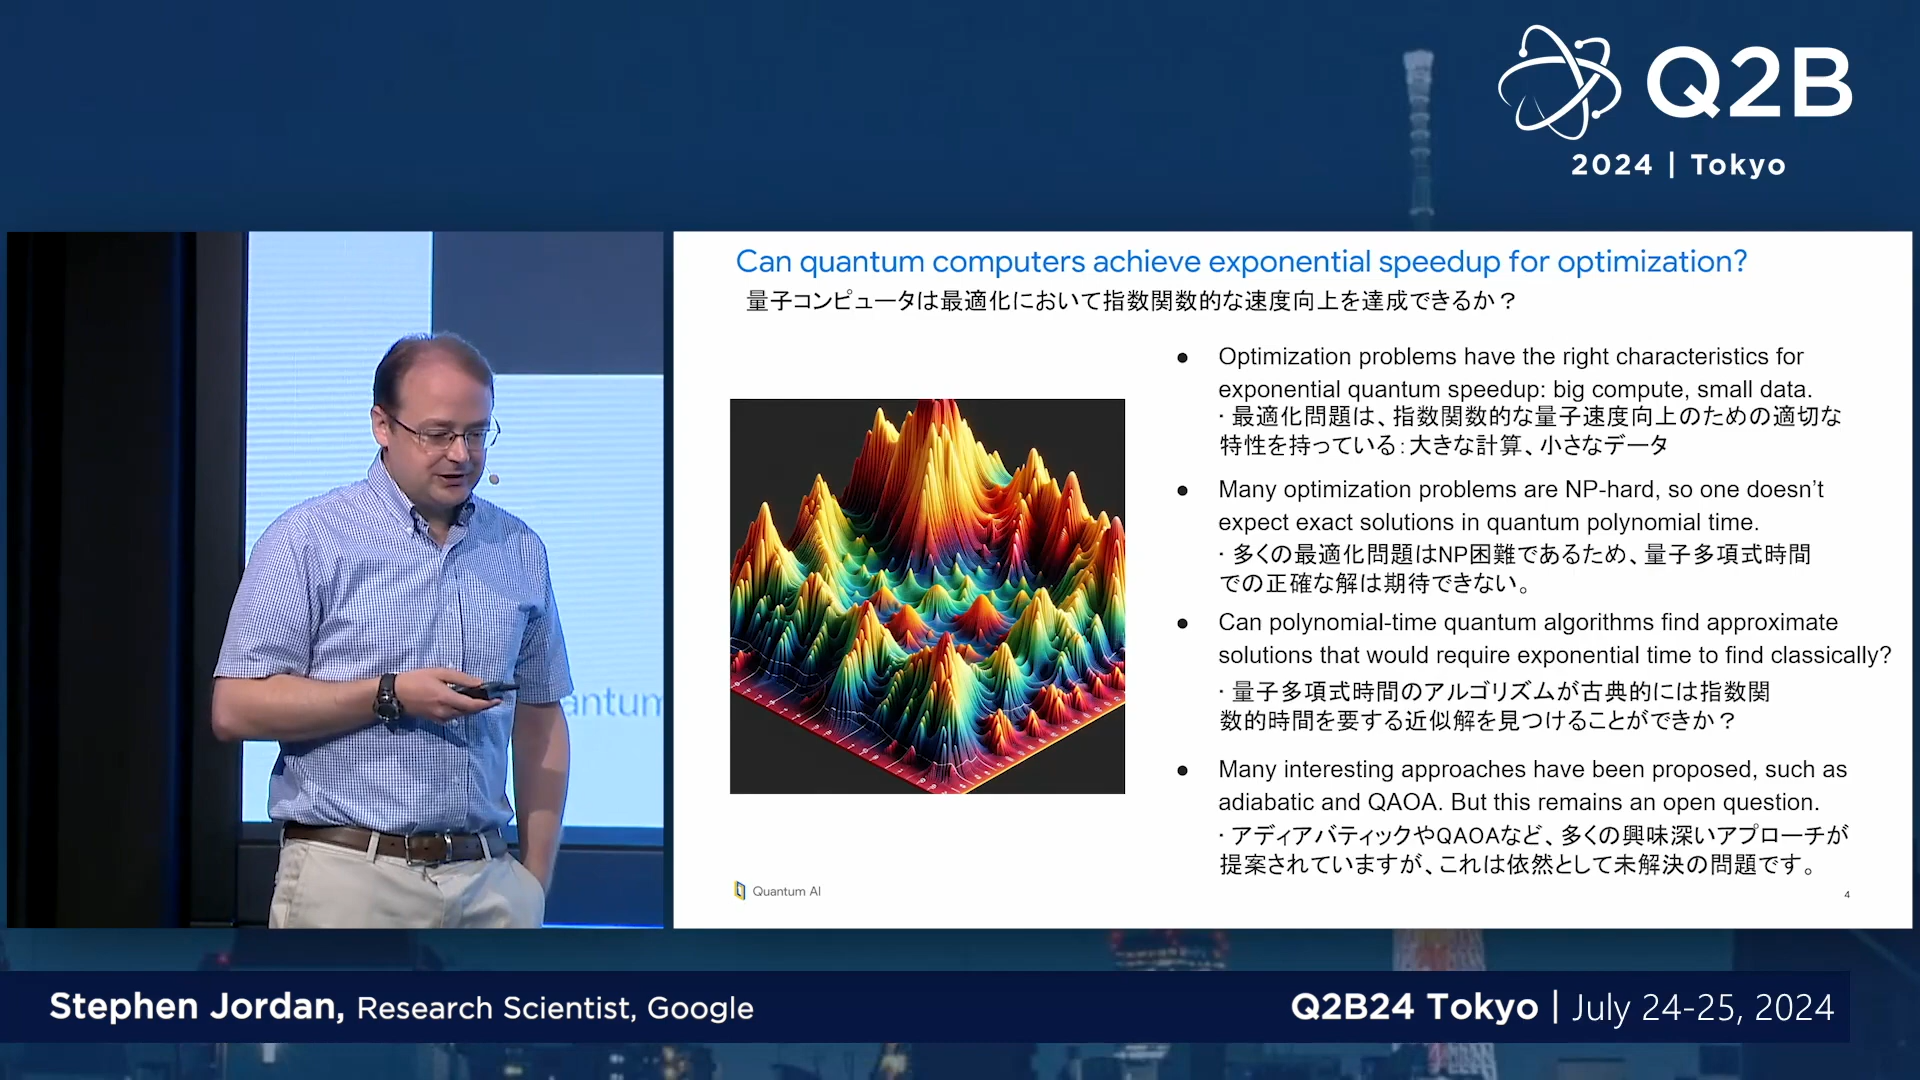 Q2B
2024 | Tokyo
Can quantum computers achieve exponential speedup for optimization?
量子コンピュータは最適化において指数関数的な速度向上を達成できるか？
● Optimization problems have the right characteristics for
exponential quantum speedup: big compute, small data.
・最適化問題は、指数関数的な量子速度向上のための適切な
特性を持っている：大きな計算、小さなデータ
● Many optimization problems are NP-hard, so one doesn’t
expect exact solutions in quantum polynomial time.
・多くの最適化問題はNP困難であるため、量子多項式時間
での正確な解は期待できない。
● Can polynomial-time quantum algorithms find approximate
solutions that would require exponential time to find classically?
・量子多項式時間のアルゴリズムが古典的には指数関
数的時間を要する近似解を見つけることができか？
● Many interesting approaches have been proposed, such as
adiabatic and QAOA. But this remains an open question.
・アディアバティックやQAOAなど、多くの興味深いアプローチが
提案されていますが、これは依然として未解決の問題です。
Quantum AI
4
antum
Stephen Jordan, Research Scientist, Google
Q2B24 Tokyo | July 24-25, 2024